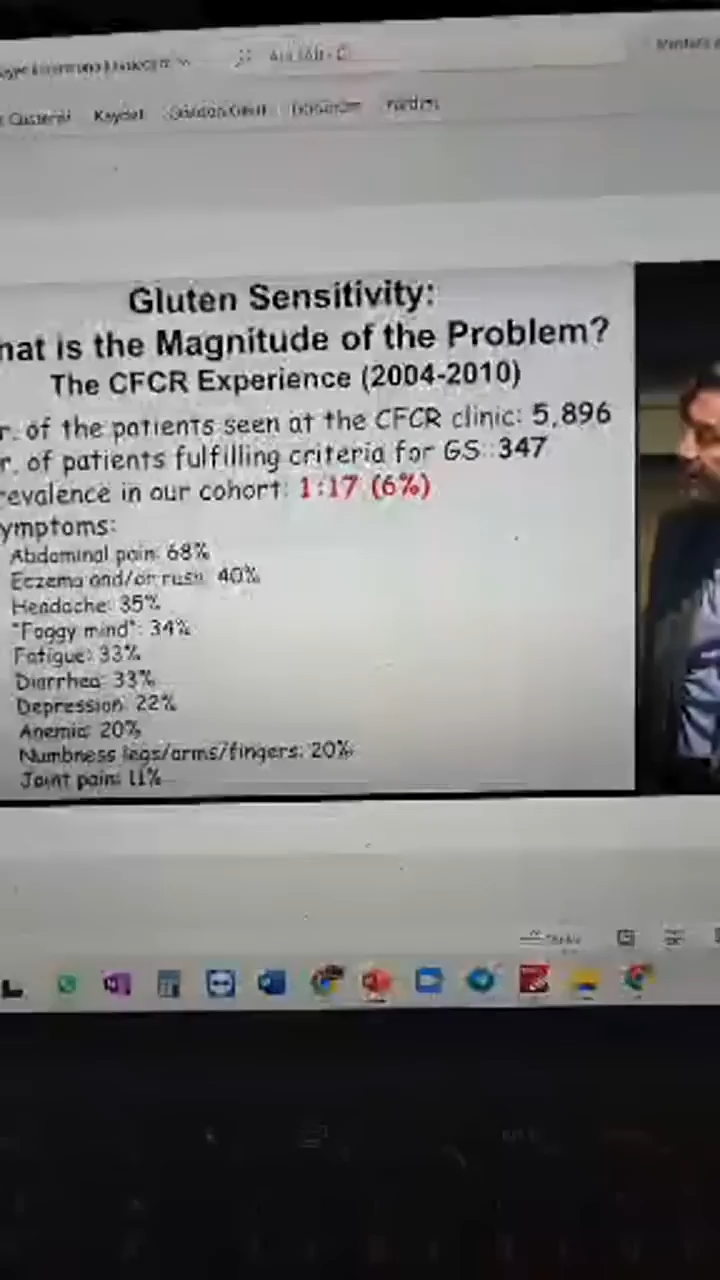 Kaydet
Gluten Sensitivity:
hat is the Magnitude of the Problem?
The CFCR Experience (2004-2010)
r. of the patients seen at the CFCR clinic: 5,896
r. of patients fulfilling criteria for GS: 347
revalence in our cohort: 1:17 (6%)
ymptoms:
Abdominal pain: 68%
Eczema and/or rush: 40%
Headache: 35%
"Foggy mind": 34%
Fatigue: 33%
Diarrhea: 33%
Depression: 22%
Anemia: 20%
Numbness legs/arms/fingers: 20%
Joint pain: 11%